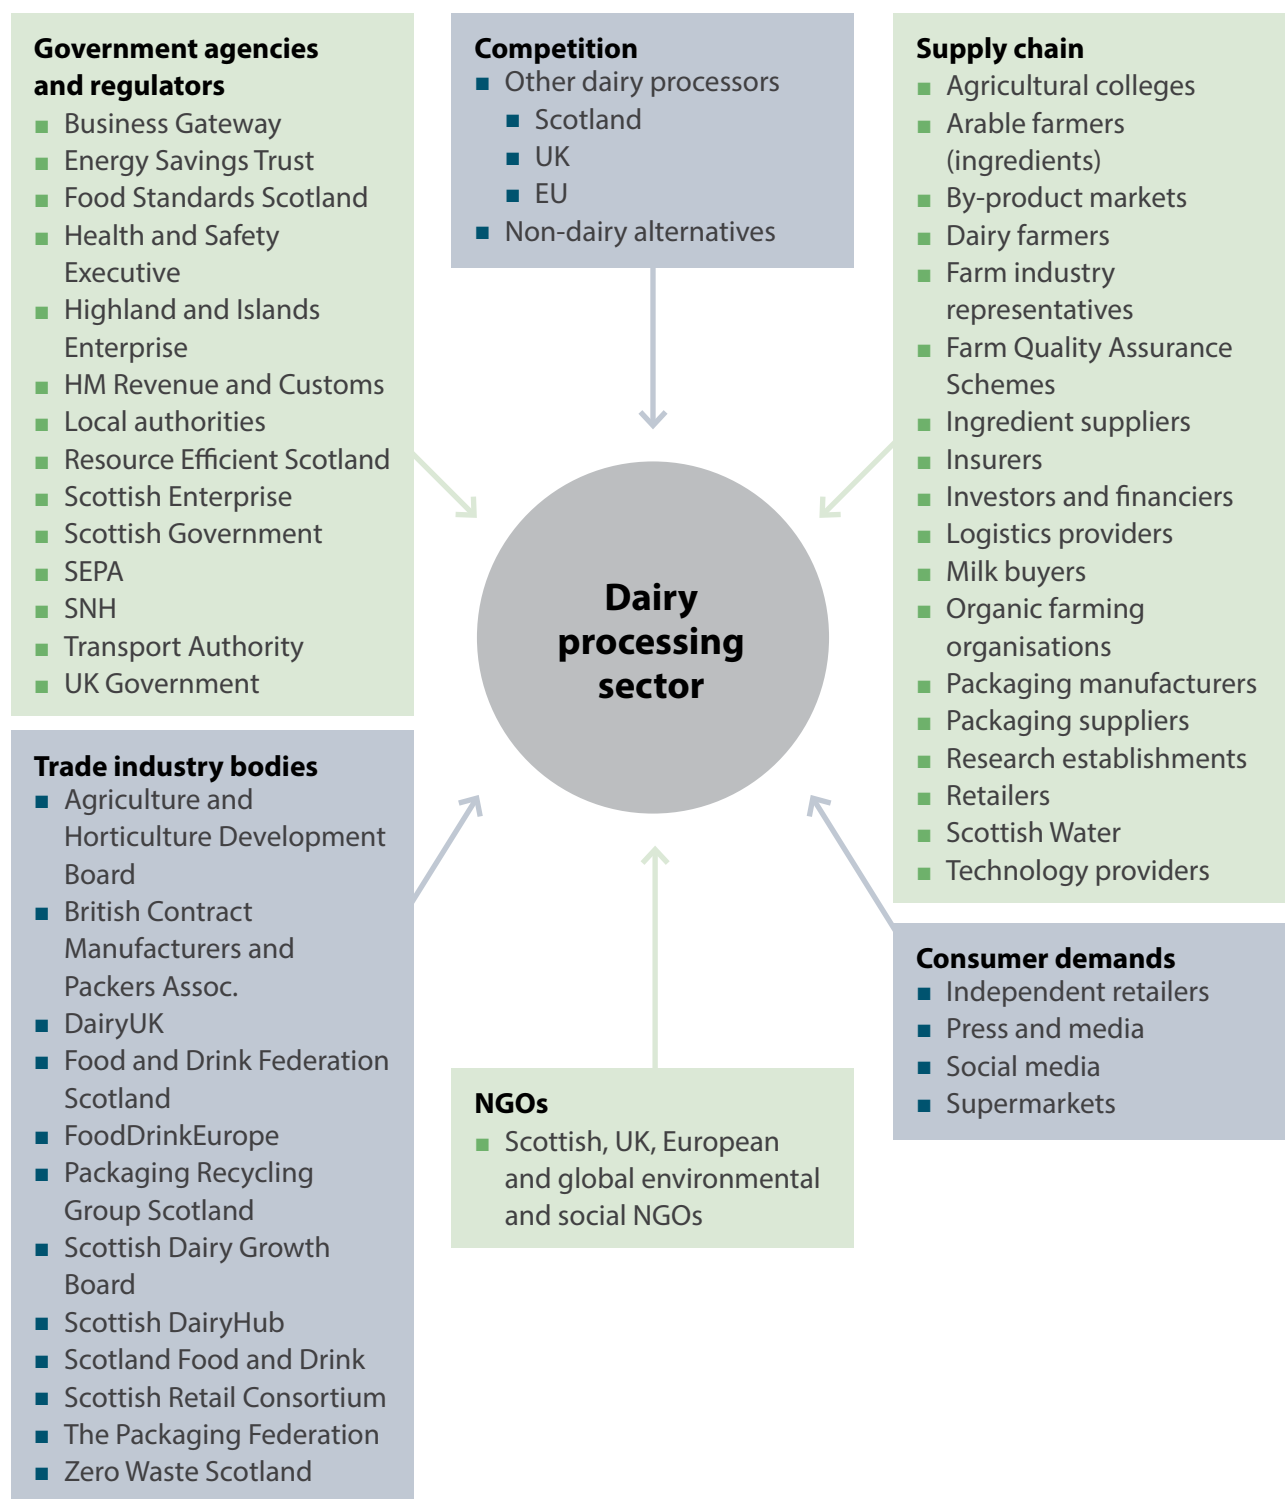 Government agencies
and regulators
Business Gateway
Energy Savings Trust
Food Standards Scotland
Health and Safety
Executive
Highland and Islands
Enterprise
HM Revenue and Customs
Local authorities
Resource Efficient Scotland
Scottish Enterprise
Scottish Government
SEPA
SNH
Transport Authority
UK Government
Trade industry bodies
Agriculture and
Horticulture Development
Board
British Contract
Manufacturers and
Packers Assoc.
DairyUK
Food and Drink Federation
Scotland
FoodDrinkEurope
Packaging Recycling
Group Scotland
Scottish Dairy Growth
Board
Scottish DairyHub
Scotland Food and Drink
Scottish Retail Consortium
The Packaging Federation
Zero Waste Scotland
Competition
Other dairy processors
Scotland
UK
EU
Non-dairy alternatives
Dairy
processing
sector
NGOs
Scottish, UK, European
and global environmental
and social NGOs
Supply chain
Agricultural colleges
Arable farmers
(ingredients)
By-product markets
Dairy farmers
Farm industry
representatives
Farm Quality Assurance
Schemes
Ingredient suppliers
Insurers
Investors and financiers
Logistics providers
Milk buyers
Organic farming
organisations
Packaging manufacturers
Packaging suppliers
Research establishments
Retailers
Scottish Water
Technology providers
Consumer demands
Independent retailers
Press and media
Social media
Supermarkets